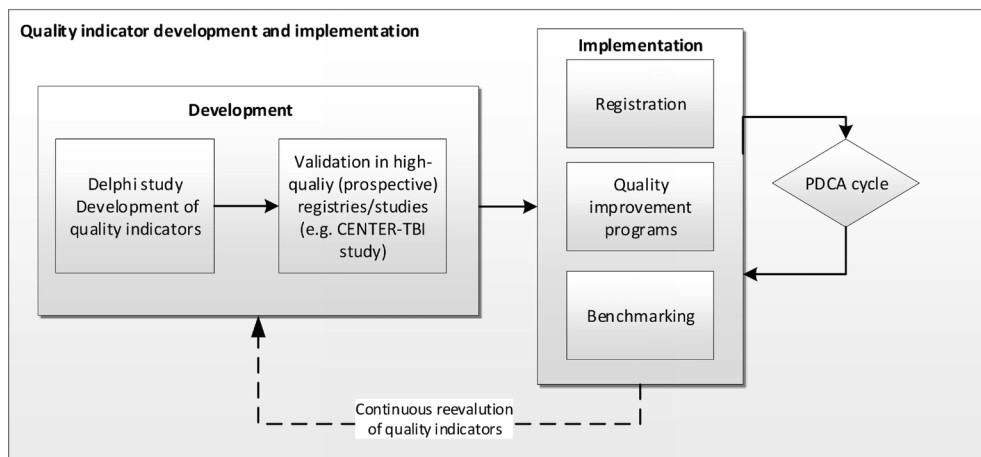 Quality indicator development and implementation
Development
Delphi study
Development of
quality indicators
Validation in high-
qualiy (prospective)
registries/studies
(e.g. CENTER-TBI
study)
Implementation
Registration
Quality
improvement
programs
Benchmarking
PDCA cycle
Continuous reevalution
of quality indicators